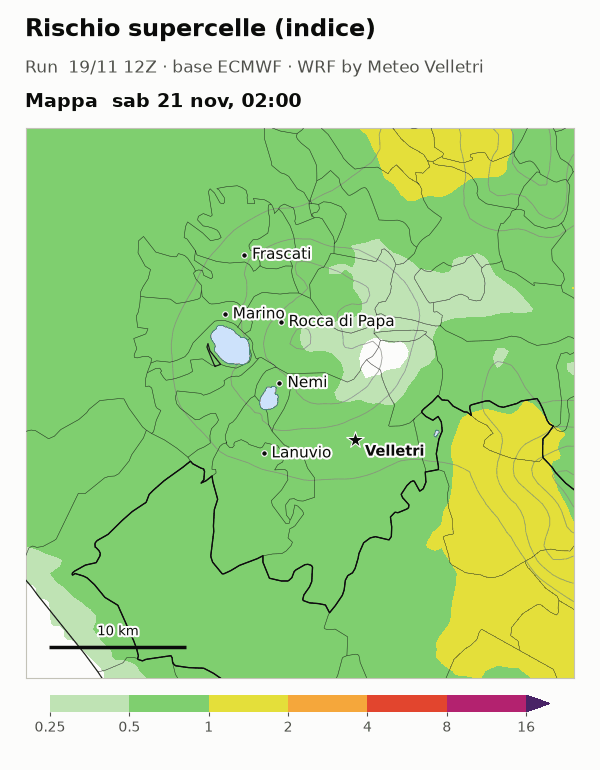 Rischio supercelle (indice)
Run  19/11 12Z · base ECMWF · WRF by Meteo Velletri
Mappa  sab 21 nov, 02:00
Frascati
Marino
Rocca di Papa
Nemi
Velletri
Lanuvio
10 km
0.25 0.5 1 2 4 8 16